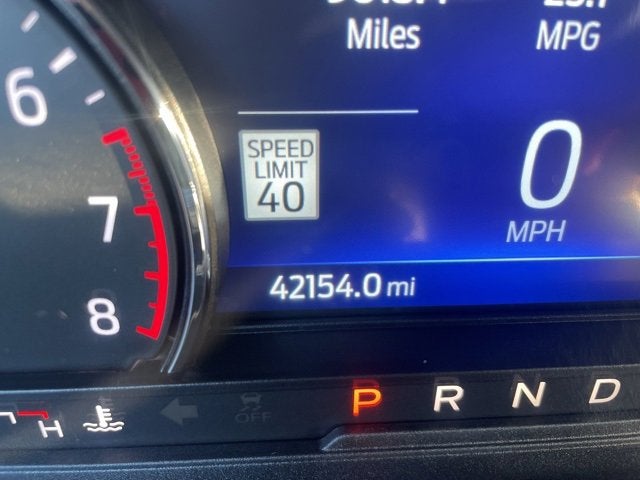 Miles
MPG
6
7
8
SPEED
LIMIT
40
0
MPH
42154.0 mi
H
OFF
P R N D